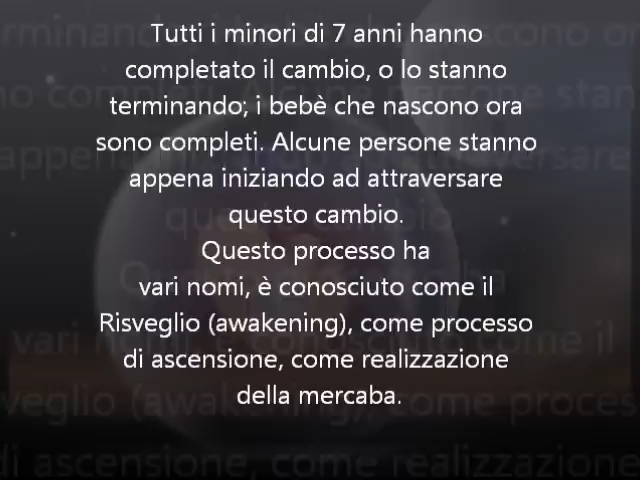 Tutti i minori di 7 anni hanno
completato il cambio, o lo stanno
terminando; i bebè che nascono ora
sono completi. Alcune persone stanno
appena iniziando ad attraversare
questo cambio.
Questo processo ha
vari nomi, è conosciuto come il
Risveglio (awakening), come processo
di ascensione, come realizzazione
della mercaba.